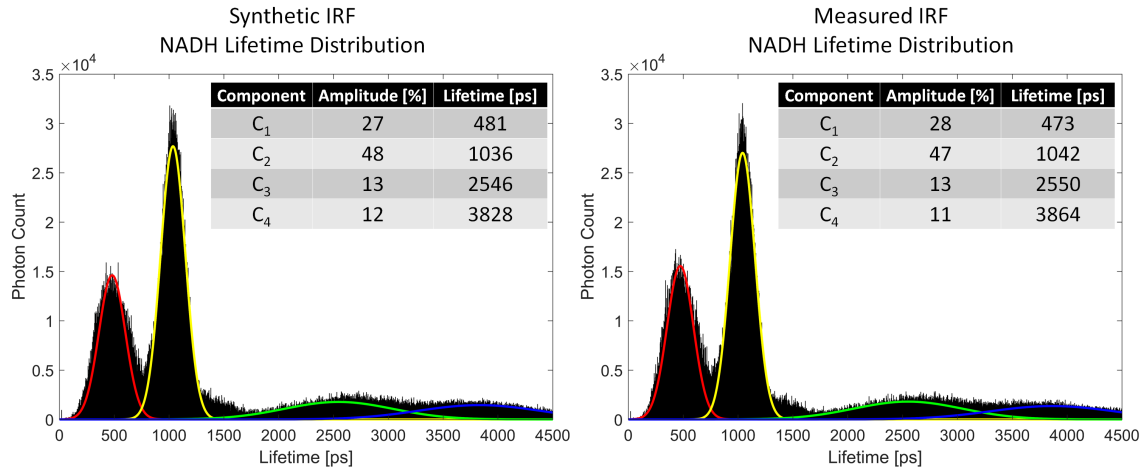 Synthetic IRF
NADH Lifetime Distribution
×10⁴
3.5
3
2.5
2
1.5
1
0.5
0
Photon Count
Component Amplitude [%] Lifetime [ps]
C₁ 27 481
C₂ 48 1036
C₃ 13 2546
C₄ 12 3828
0 500 1000 1500 2000 2500 3000 3500 4000 4500
Lifetime [ps]
Measured IRF
NADH Lifetime Distribution
×10⁴
3.5
3
2.5
2
1.5
1
0.5
0
Photon Count
Component Amplitude [%] Lifetime [ps]
C₁ 28 473
C₂ 47 1042
C₃ 13 2550
C₄ 11 3864
0 500 1000 1500 2000 2500 3000 3500 4000 4500
Lifetime [ps]